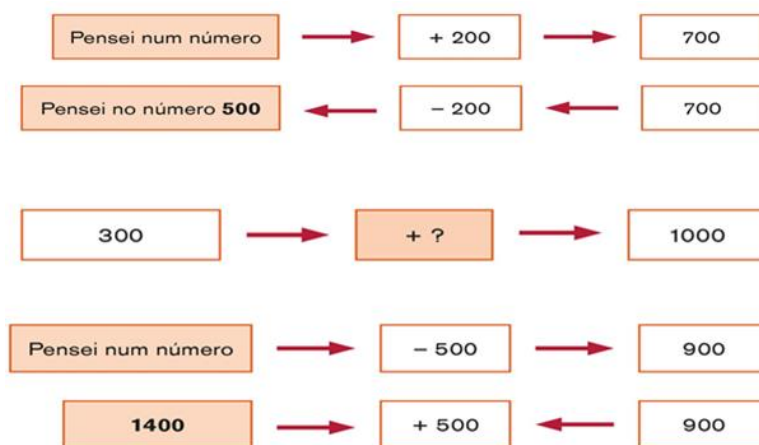 Pensei num número + 200 700
Pensei no número 500 – 200 700
300 + ? 1000
Pensei num número – 500 900
1400 + 500 900